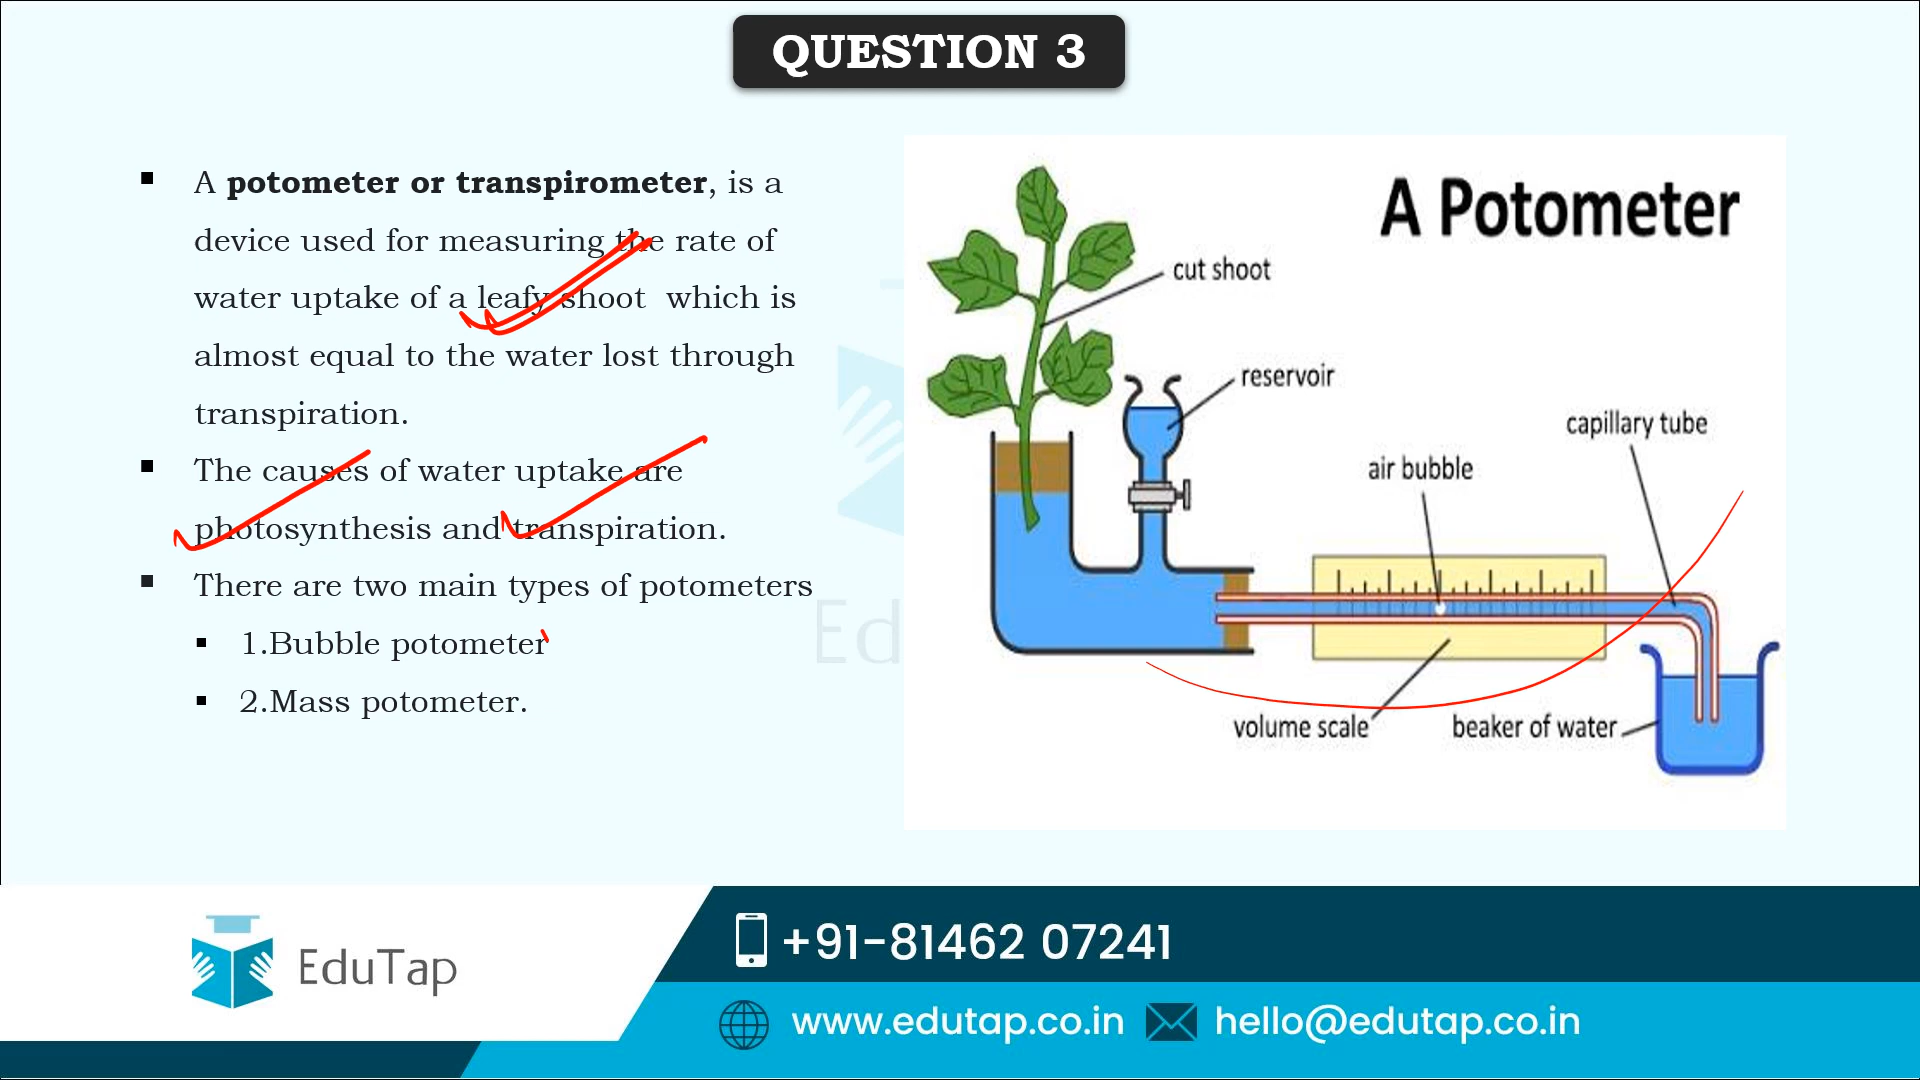 QUESTION 3
▪ A potometer or transpirometer, is a
device used for measuring the rate of
water uptake of a leafy shoot which is
almost equal to the water lost through
transpiration.
▪ The causes of water uptake are
photosynthesis and transpiration.
▪ There are two main types of potometers
▪ 1.Bubble potometer
▪ 2.Mass potometer.
A Potometer
cut shoot
reservoir
capillary tube
air bubble
volume scale
beaker of water
Ed
EduTap
+91-81462 07241
www.edutap.co.in
hello@edutap.co.in